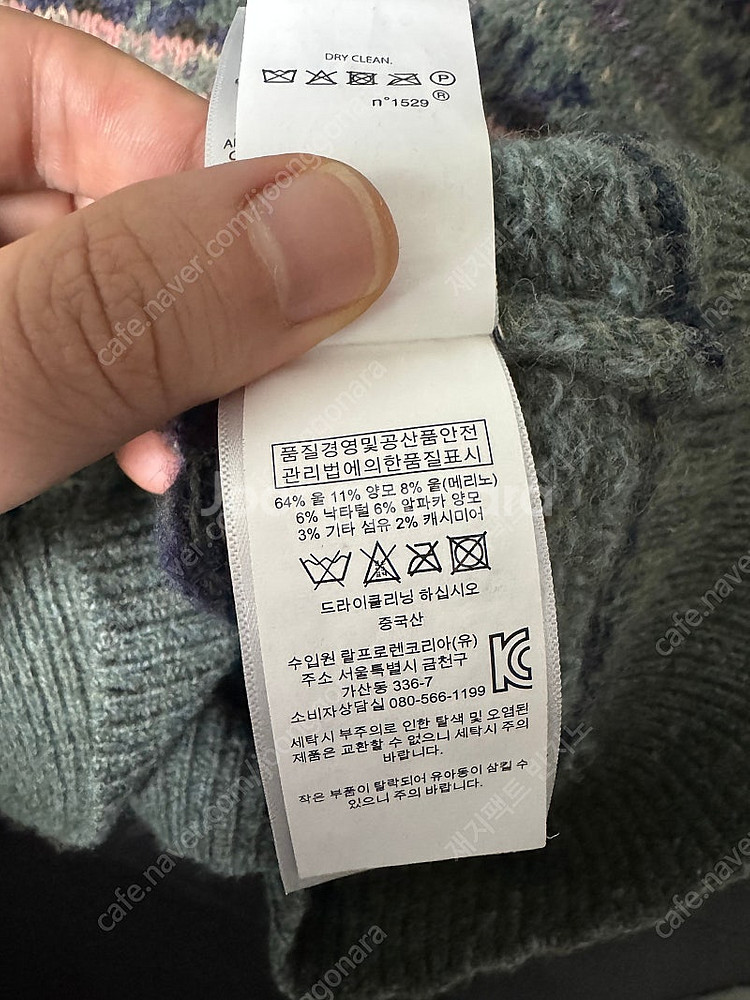 DRY CLEAN.
P
n°1529 ®
품질경영및공산품안전
관리법에의한품질표시
64% 울 11% 양모 8% 울(메리노)
6% 낙타털 6% 알파카 양모
3% 기타 섬유 2% 캐시미어
드라이클리닝 하십시오
중국산
수입원 랄프로렌코리아(유)
주소 서울특별시 금천구
가산동 336-7
소비자상담실 080-566-1199
세탁시 부주의로 인한 탈색 및 오염된
제품은 교환할 수 없으니 세탁시 주의
바랍니다.
작은 부품이 탈락되어 유아동이 삼킬 수
있으니 주의 바랍니다.
cafe.naver.com/joonggonara